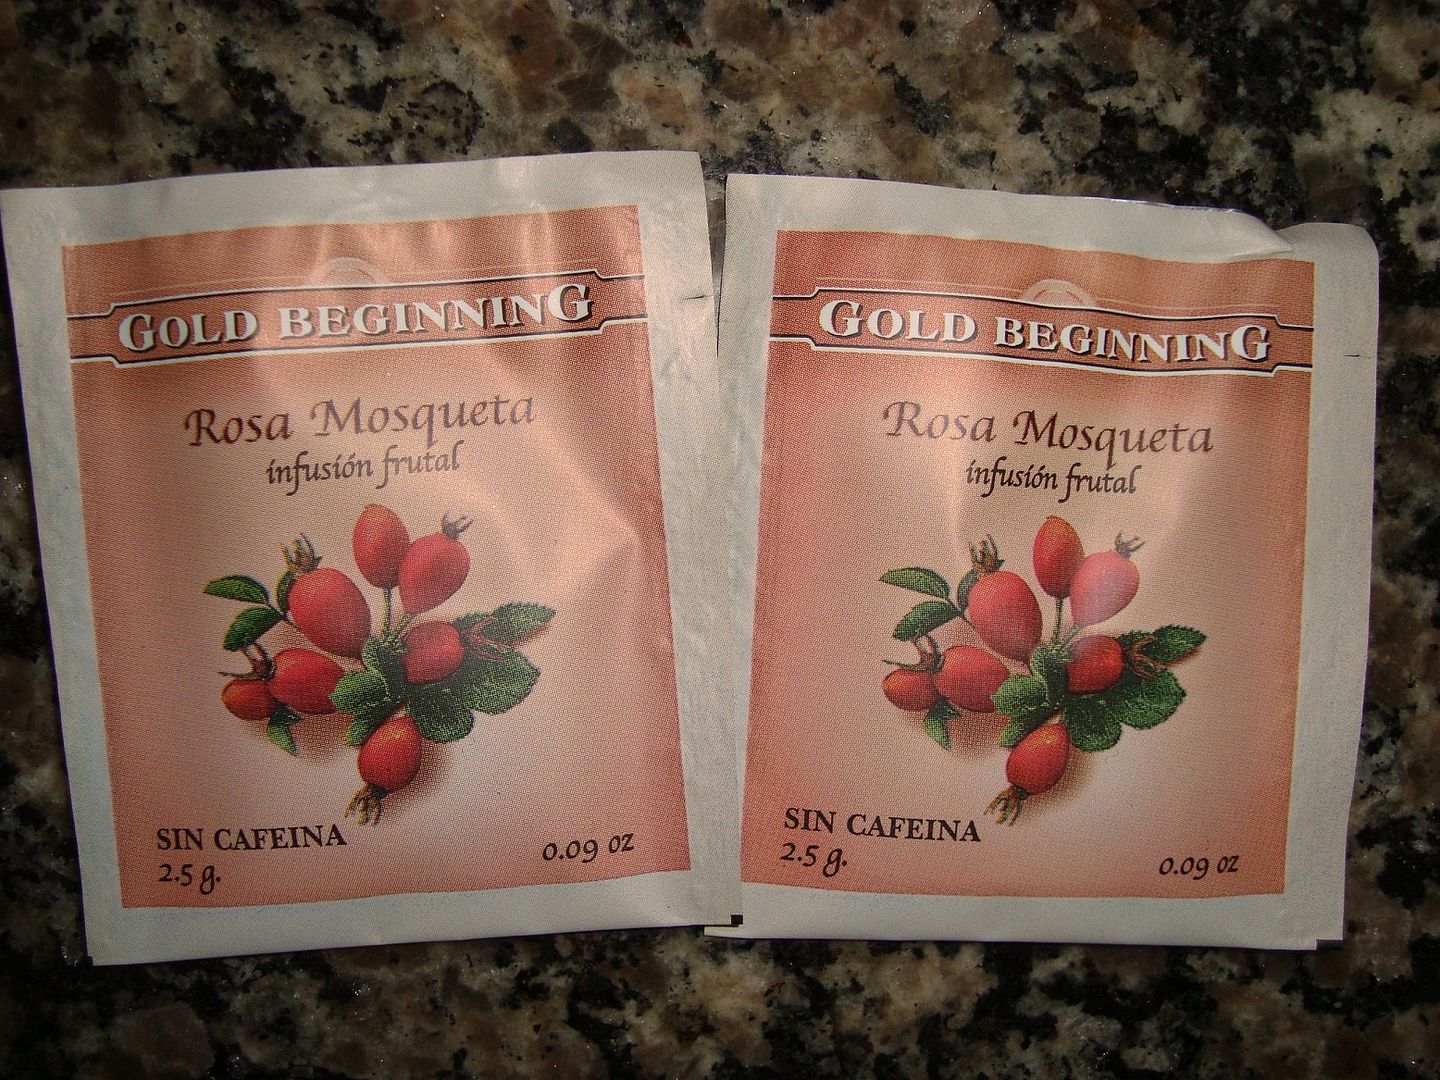 GOLD BEGINNING
Rosa Mosqueta
infusión frutal
SIN CAFEINA
2.5 g.
0.09 oz
GOLD BEGINNING
Rosa Mosqueta
infusión frutal
SIN CAFEINA
2.5 g.
0.09 oz